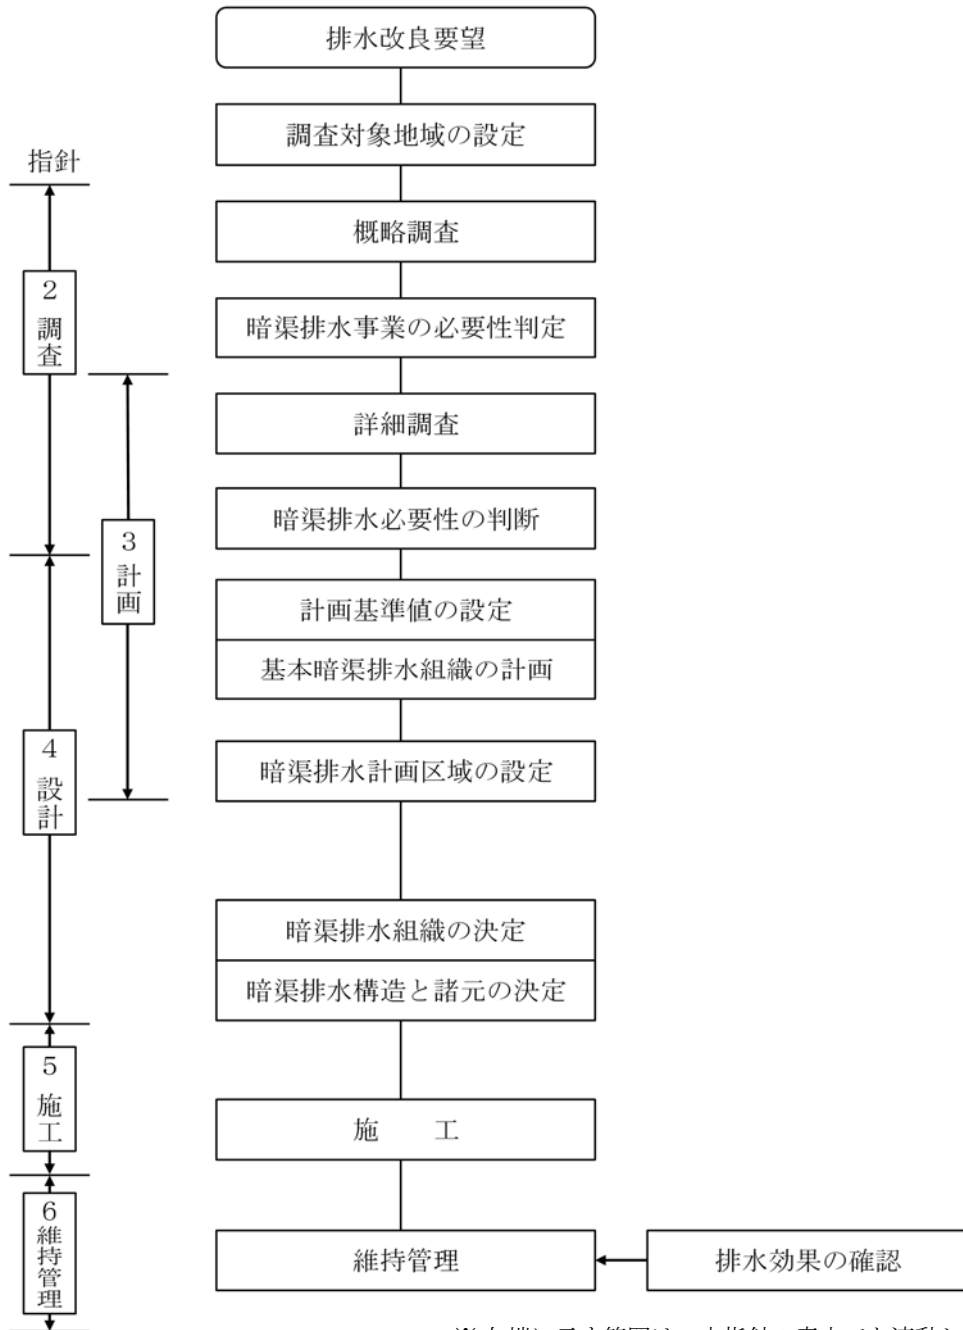 排水改良要望
調査対象地域の設定
指針
概略調査
2 調査
暗渠排水事業の必要性判定
詳細調査
暗渠排水必要性の判断
3 計画
計画基準値の設定
基本暗渠排水組織の計画
4 設計
暗渠排水計画区域の設定
暗渠排水組織の決定
暗渠排水構造と諸元の決定
5 施工
施　　工
6 維持管理
維持管理
排水効果の確認